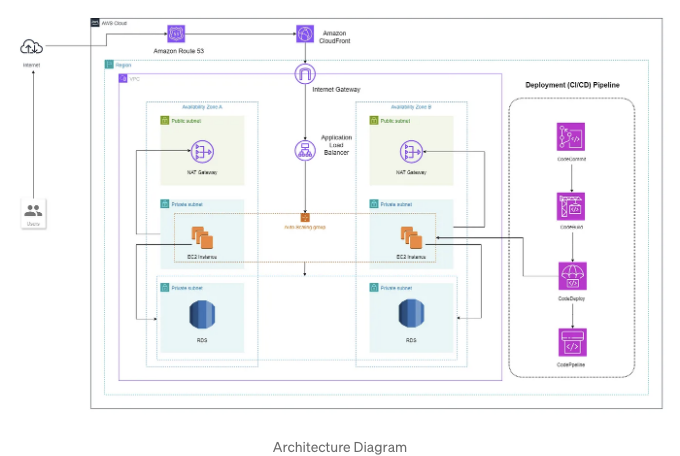 AWS Cloud
Amazon Route 53
Amazon
CloudFront
Internet
Region
VPC
Internet Gateway
Deployment (CI/CD) Pipeline
Availability Zone A
Availability Zone B
Public subnet
Public subnet
Application
Load
Balancer
NAT Gateway
NAT Gateway
CodeCommit
Private subnet
Private subnet
Users
Auto Scaling group
CodeBuild
EC2 Instance
EC2 Instance
Private subnet
Private subnet
CodeDeploy
RDS
RDS
CodePipeline
Architecture Diagram